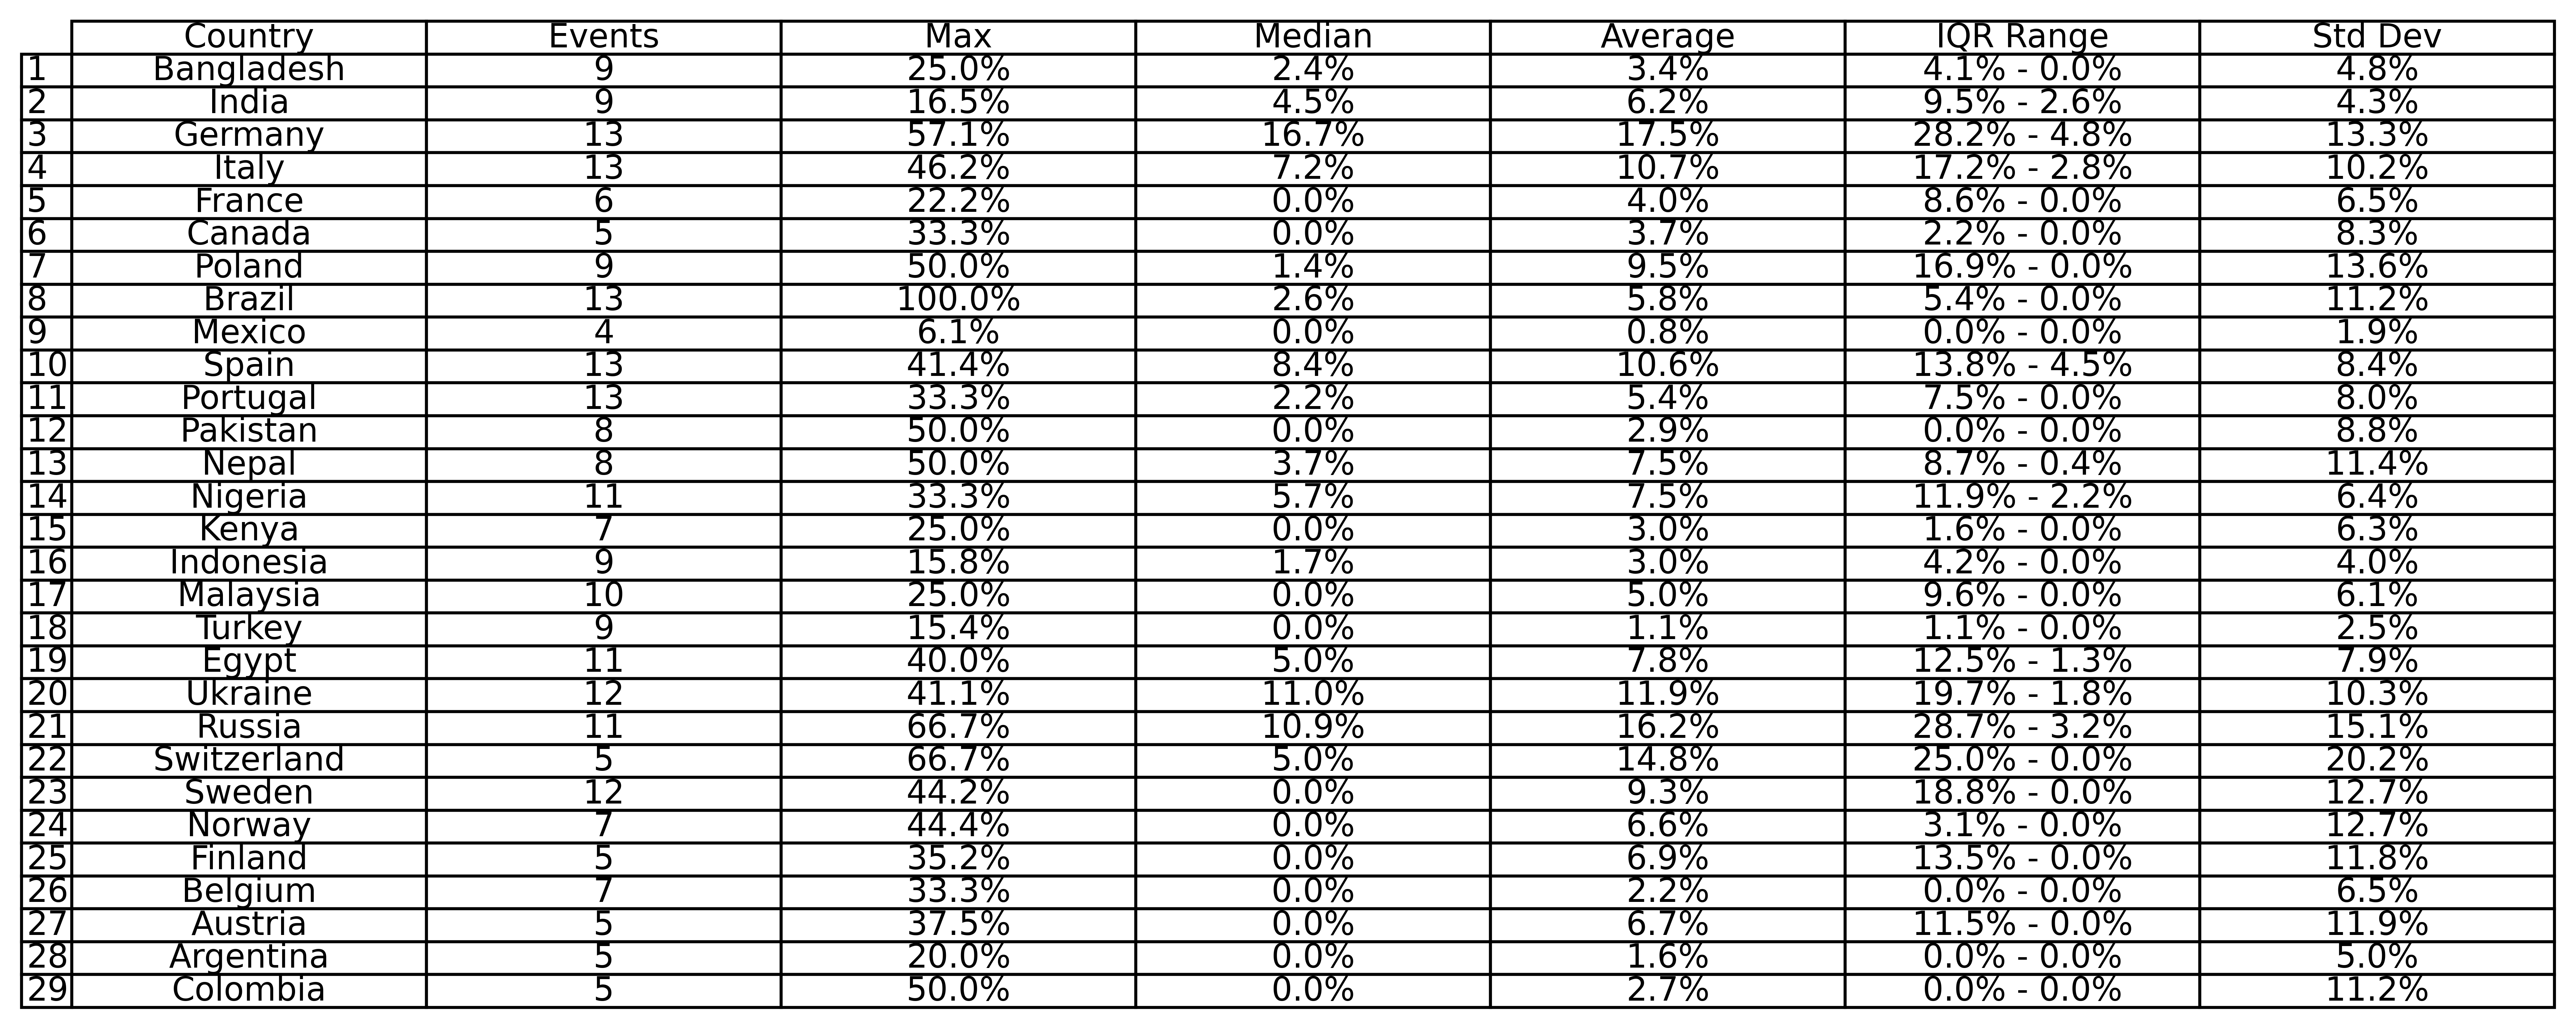 Country Events Max Median Average IQR Range Std Dev
1 Bangladesh 9 25.0% 2.4% 3.4% 4.1% - 0.0% 4.8%
2 India 9 16.5% 4.5% 6.2% 9.5% - 2.6% 4.3%
3 Germany 13 57.1% 16.7% 17.5% 28.2% - 4.8% 13.3%
4 Italy 13 46.2% 7.2% 10.7% 17.2% - 2.8% 10.2%
5 France 6 22.2% 0.0% 4.0% 8.6% - 0.0% 6.5%
6 Canada 5 33.3% 0.0% 3.7% 2.2% - 0.0% 8.3%
7 Poland 9 50.0% 1.4% 9.5% 16.9% - 0.0% 13.6%
8 Brazil 13 100.0% 2.6% 5.8% 5.4% - 0.0% 11.2%
9 Mexico 4 6.1% 0.0% 0.8% 0.0% - 0.0% 1.9%
10 Spain 13 41.4% 8.4% 10.6% 13.8% - 4.5% 8.4%
11 Portugal 13 33.3% 2.2% 5.4% 7.5% - 0.0% 8.0%
12 Pakistan 8 50.0% 0.0% 2.9% 0.0% - 0.0% 8.8%
13 Nepal 8 50.0% 3.7% 7.5% 8.7% - 0.4% 11.4%
14 Nigeria 11 33.3% 5.7% 7.5% 11.9% - 2.2% 6.4%
15 Kenya 7 25.0% 0.0% 3.0% 1.6% - 0.0% 6.3%
16 Indonesia 9 15.8% 1.7% 3.0% 4.2% - 0.0% 4.0%
17 Malaysia 10 25.0% 0.0% 5.0% 9.6% - 0.0% 6.1%
18 Turkey 9 15.4% 0.0% 1.1% 1.1% - 0.0% 2.5%
19 Egypt 11 40.0% 5.0% 7.8% 12.5% - 1.3% 7.9%
20 Ukraine 12 41.1% 11.0% 11.9% 19.7% - 1.8% 10.3%
21 Russia 11 66.7% 10.9% 16.2% 28.7% - 3.2% 15.1%
22 Switzerland 5 66.7% 5.0% 14.8% 25.0% - 0.0% 20.2%
23 Sweden 12 44.2% 0.0% 9.3% 18.8% - 0.0% 12.7%
24 Norway 7 44.4% 0.0% 6.6% 3.1% - 0.0% 12.7%
25 Finland 5 35.2% 0.0% 6.9% 13.5% - 0.0% 11.8%
26 Belgium 7 33.3% 0.0% 2.2% 0.0% - 0.0% 6.5%
27 Austria 5 37.5% 0.0% 6.7% 11.5% - 0.0% 11.9%
28 Argentina 5 20.0% 0.0% 1.6% 0.0% - 0.0% 5.0%
29 Colombia 5 50.0% 0.0% 2.7% 0.0% - 0.0% 11.2%